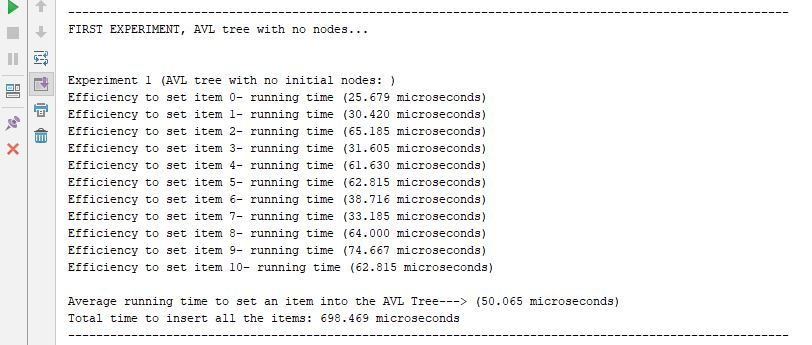 --------------------------------------------------------------------------------
FIRST EXPERIMENT, AVL tree with no nodes...
Experiment 1 (AVL tree with no initial nodes: )
Efficiency to set item 0- running time (25.679 microseconds)
Efficiency to set item 1- running time (30.420 microseconds)
Efficiency to set item 2- running time (65.185 microseconds)
Efficiency to set item 3- running time (31.605 microseconds)
Efficiency to set item 4- running time (61.630 microseconds)
Efficiency to set item 5- running time (62.815 microseconds)
Efficiency to set item 6- running time (38.716 microseconds)
Efficiency to set item 7- running time (33.185 microseconds)
Efficiency to set item 8- running time (64.000 microseconds)
Efficiency to set item 9- running time (74.667 microseconds)
Efficiency to set item 10- running time (62.815 microseconds)
Average running time to set an item into the AVL Tree---> (50.065 microseconds)
Total time to insert all the items: 698.469 microseconds
--------------------------------------------------------------------------------